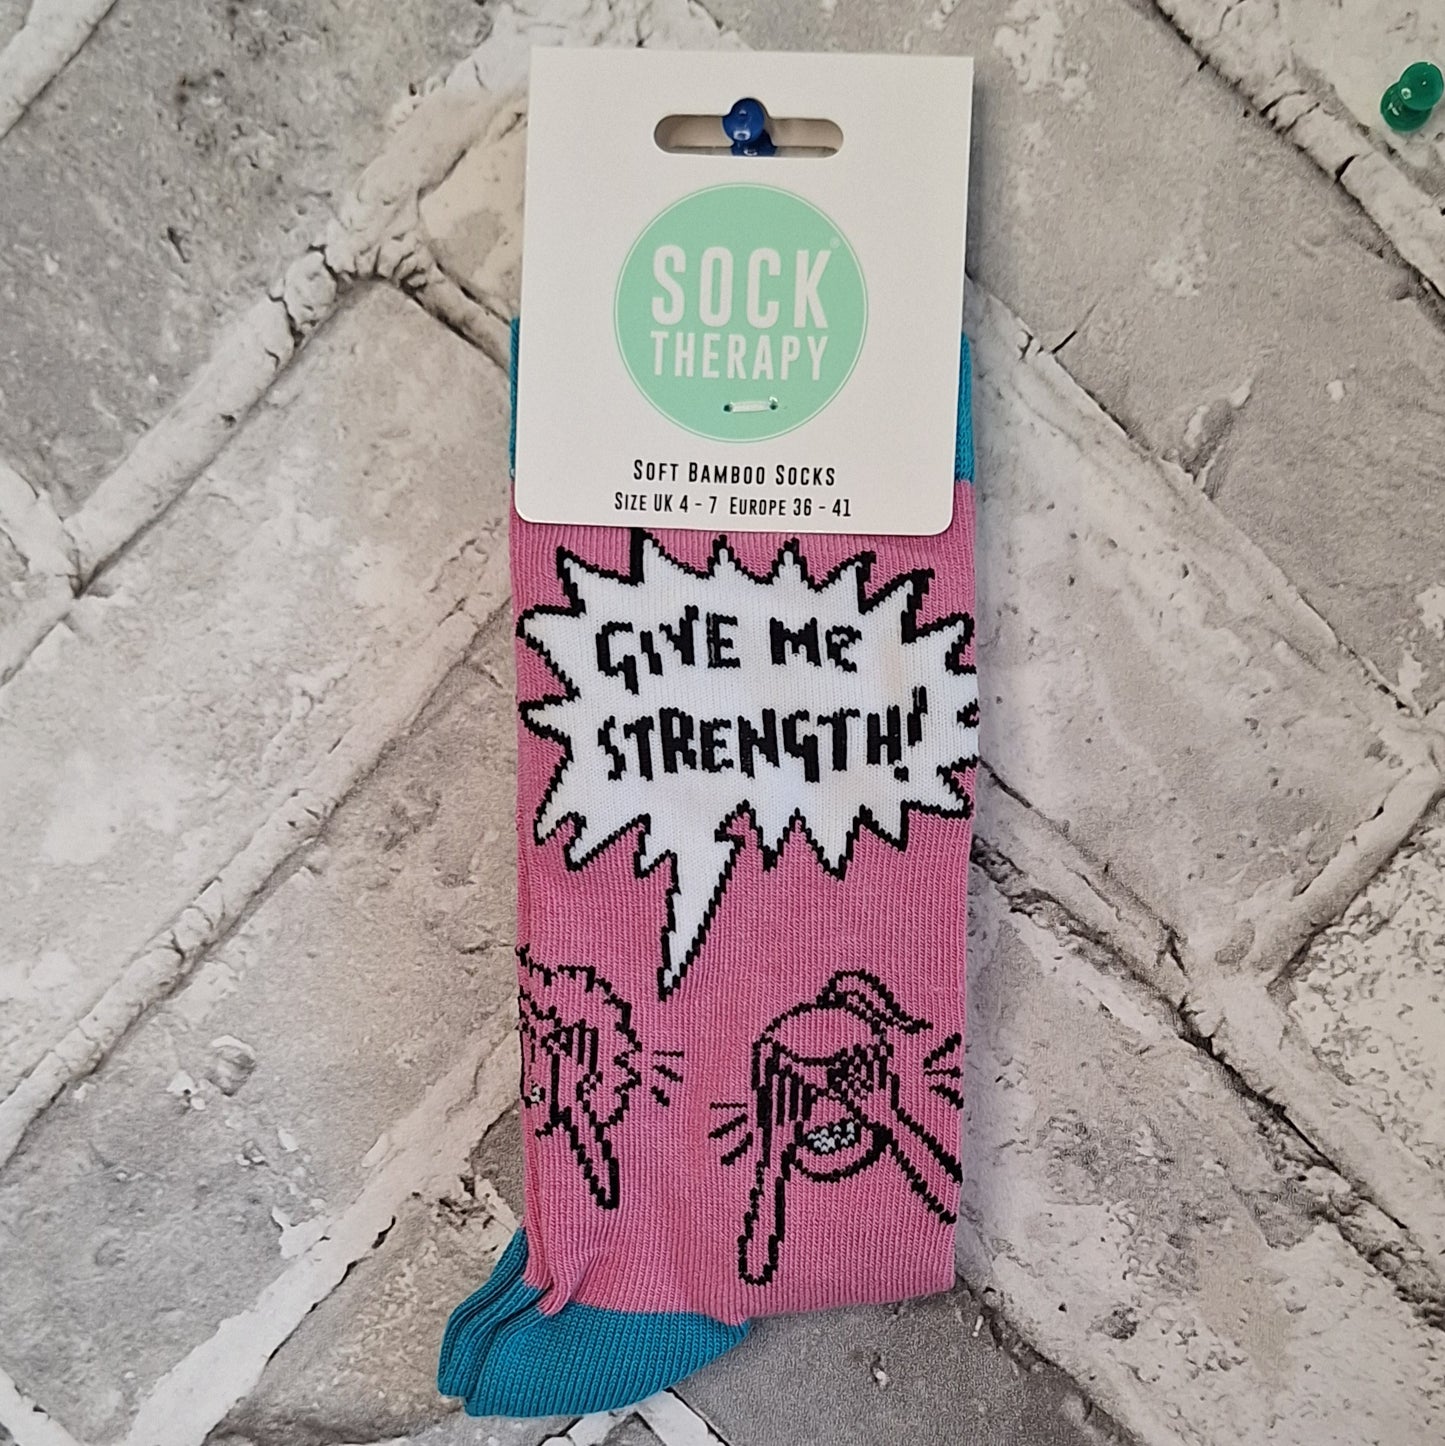 SOCK®
THERAPY
SOFT BAMBOO SOCKS
SIZE UK 4 - 7 EUROPE 36 - 41
GIVE Me
STRENGTH!